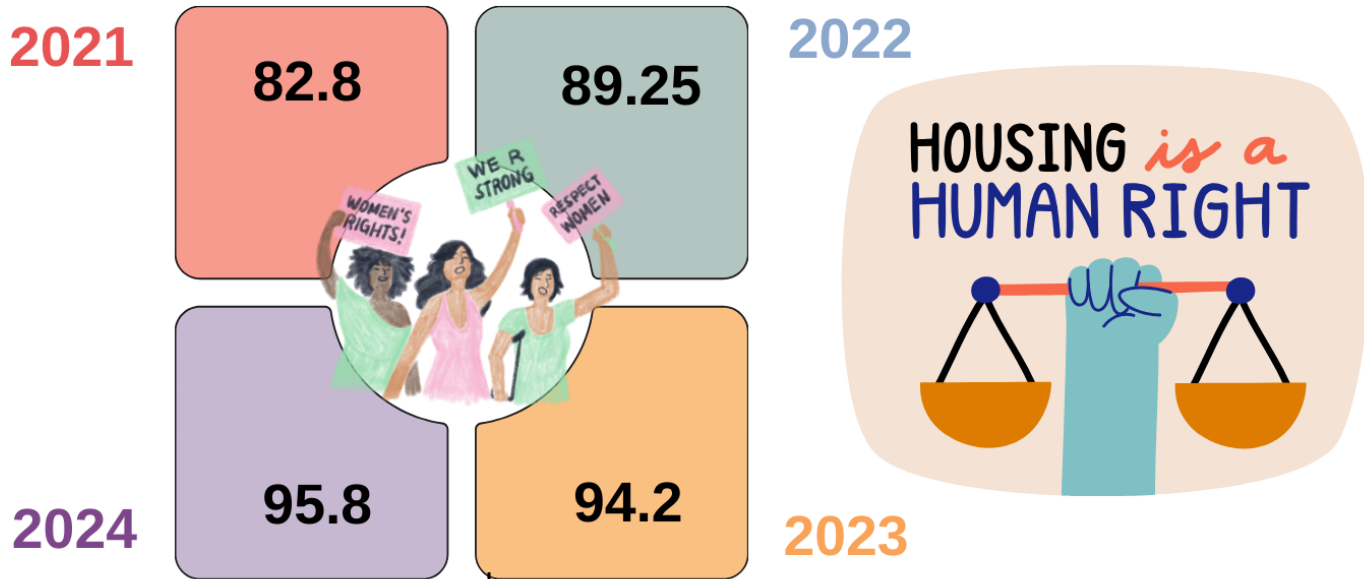 2021
82.8
89.25
2022
WOMEN'S
RIGHTS!
WE R
STRONG
RESPECT
WOMEN
HOUSING is a
HUMAN RIGHT
2024
95.8
94.2
2023